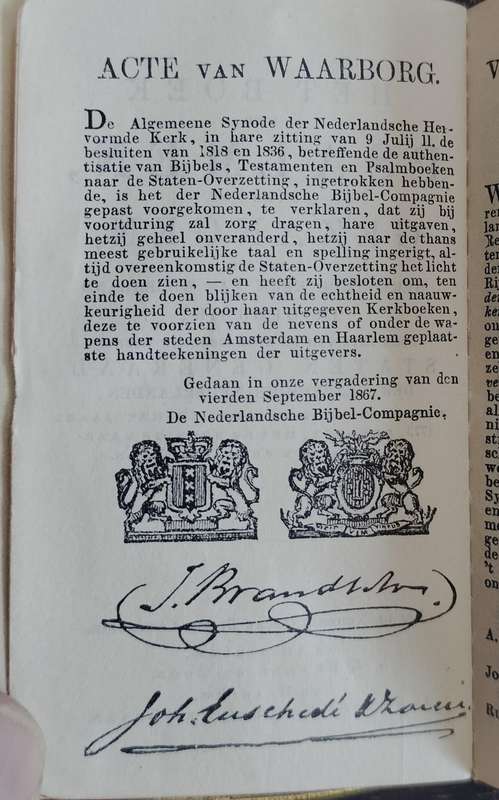 ACTE VAN WAARBORG.
De Algemeene Synode der Nederlandsche Her-
vormde Kerk, in hare zitting van 9 Julij ll. de
besluiten van 1818 en 1836, betreffende de authen-
tisatie van Bijbels, Testamenten en Psalmboeken
naar de Staten-Overzetting, ingetrokken hebben-
de, is het der Nederlandsche Bijbel-Compagnie
gepast voorgekomen, te verklaren, dat zij bij
voortduring zal zorg dragen, hare uitgaven,
hetzij geheel onveranderd, hetzij naar de thans
meest gebruikelijke taal en spelling ingerigt, al-
tijd overeenkomstig de Staten-Overzetting het licht
te doen zien, — en heeft zij besloten om, ten
einde te doen blijken van de echtheid en naauw-
keurigheid der door haar uitgegeven Kerkboeken,
deze te voorzien van de nevens of onder de wa-
pens der steden Amsterdam en Haarlem geplaat-
ste handteekeningen der uitgevers.
Gedaan in onze vergadering van den
vierden September 1867.
De Nederlandsche Bijbel-Compagnie,
J. Brandt
Joh. Enschedé & Zonen.